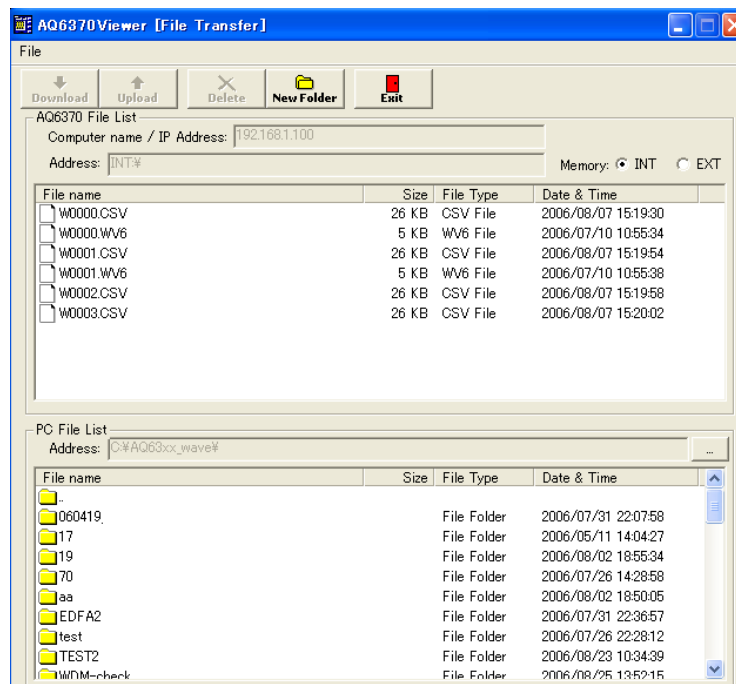 AQ6370Viewer [File Transfer]
File
Download Upload Delete New Folder Exit
AQ6370 File List
Computer name / IP Address: 192.168.1.100
Address: INT:¥ Memory: INT EXT
File name Size File Type Date & Time
W0000.CSV 26 KB CSV File 2006/08/07 15:19:30
W0000.WV6 5 KB WV6 File 2006/07/10 10:55:34
W0001.CSV 26 KB CSV File 2006/08/07 15:19:54
W0001.WV6 5 KB WV6 File 2006/07/10 10:55:38
W0002.CSV 26 KB CSV File 2006/08/07 15:19:58
W0003.CSV 26 KB CSV File 2006/08/07 15:20:02
PC File List
Address: C:¥AQ63xx_wave¥ ...
File name Size File Type Date & Time
..
060419 File Folder 2006/07/31 22:07:58
17 File Folder 2006/05/11 14:04:27
19 File Folder 2006/08/02 18:55:34
70 File Folder 2006/07/26 14:28:58
aa File Folder 2006/08/02 18:50:05
EDFA2 File Folder 2006/07/31 22:36:57
test File Folder 2006/07/26 22:28:12
TEST2 File Folder 2006/08/23 10:34:39
WDM-check File Folder 2006/08/25 13:52:15